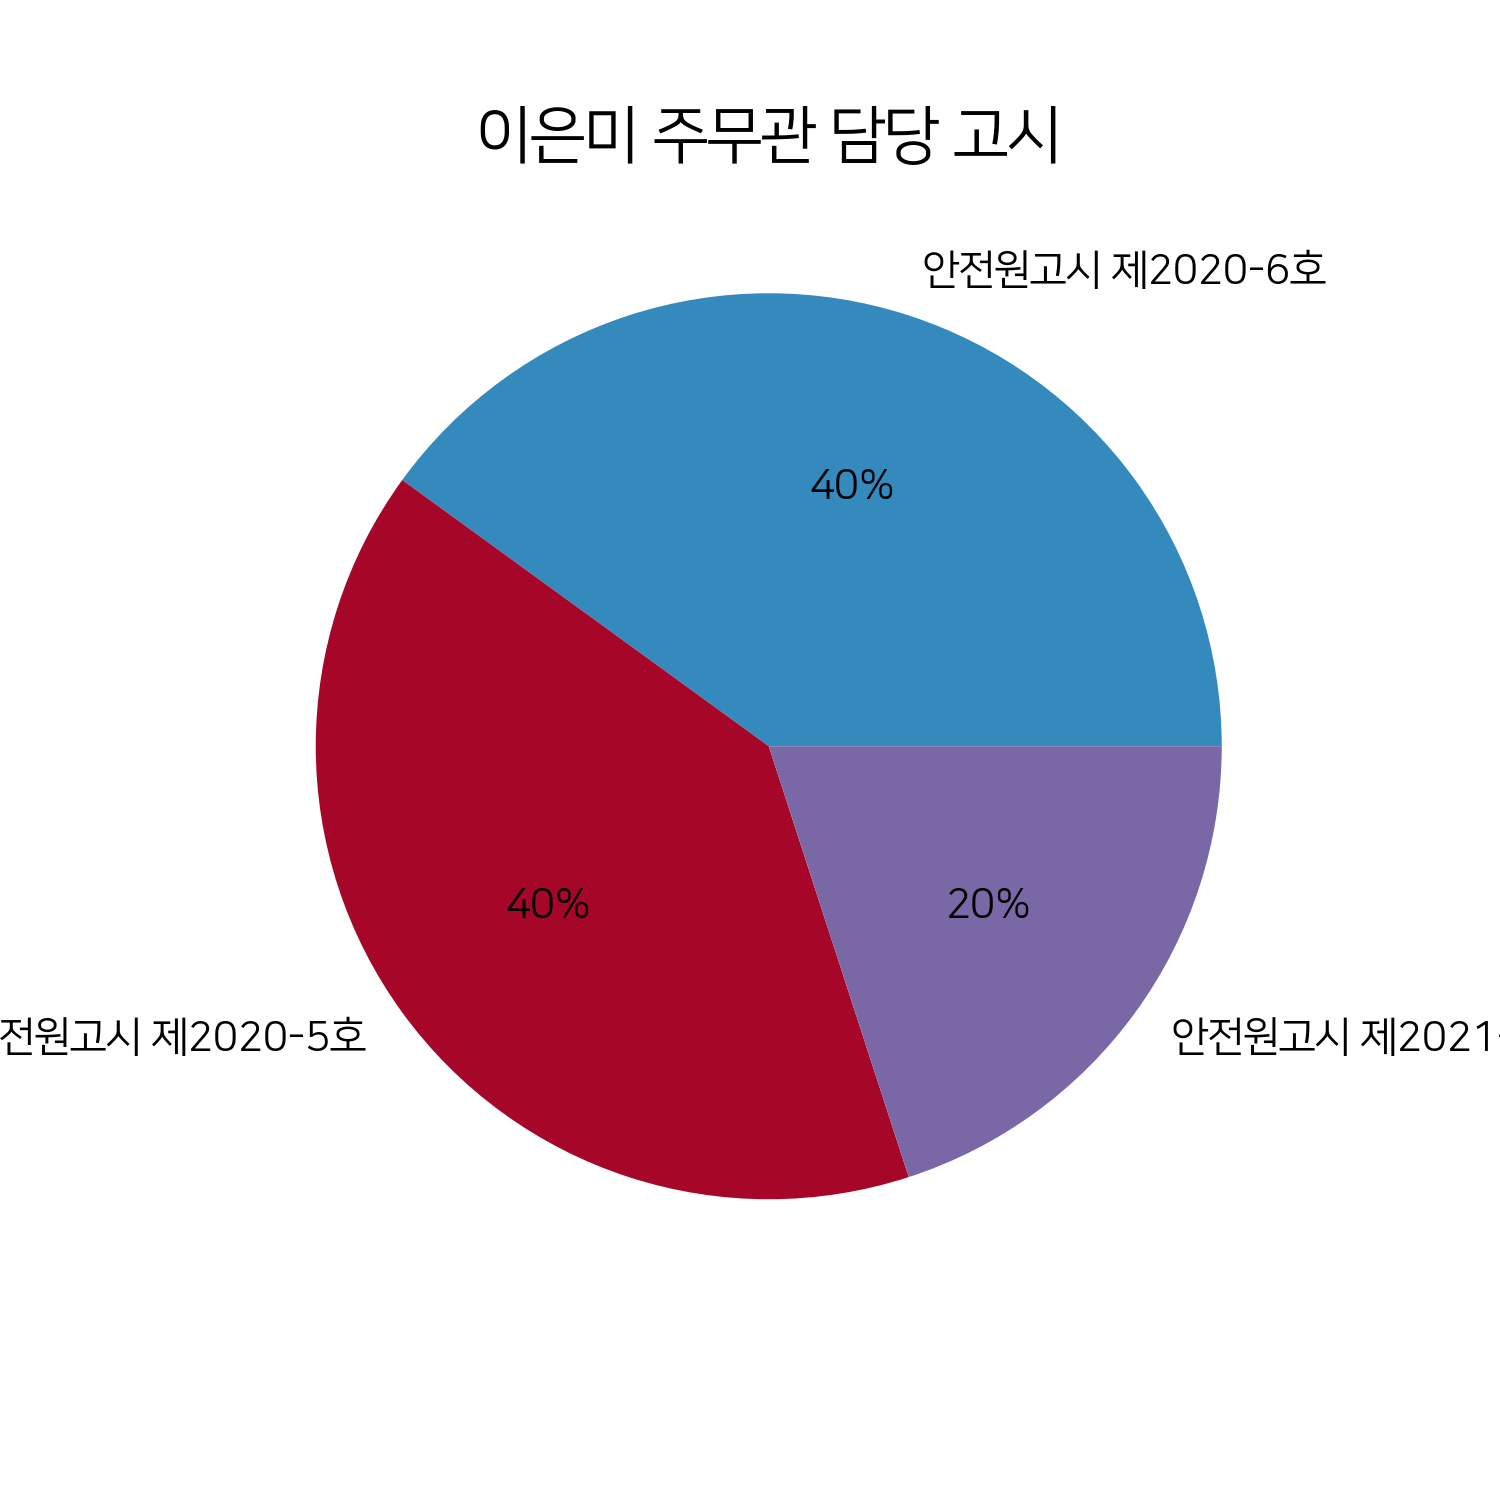 이은미 주무관 담당 고시
안전원고시 제2020-6호
40%
40%
20%
전원고시 제2020-5호
안전원고시 제2021-